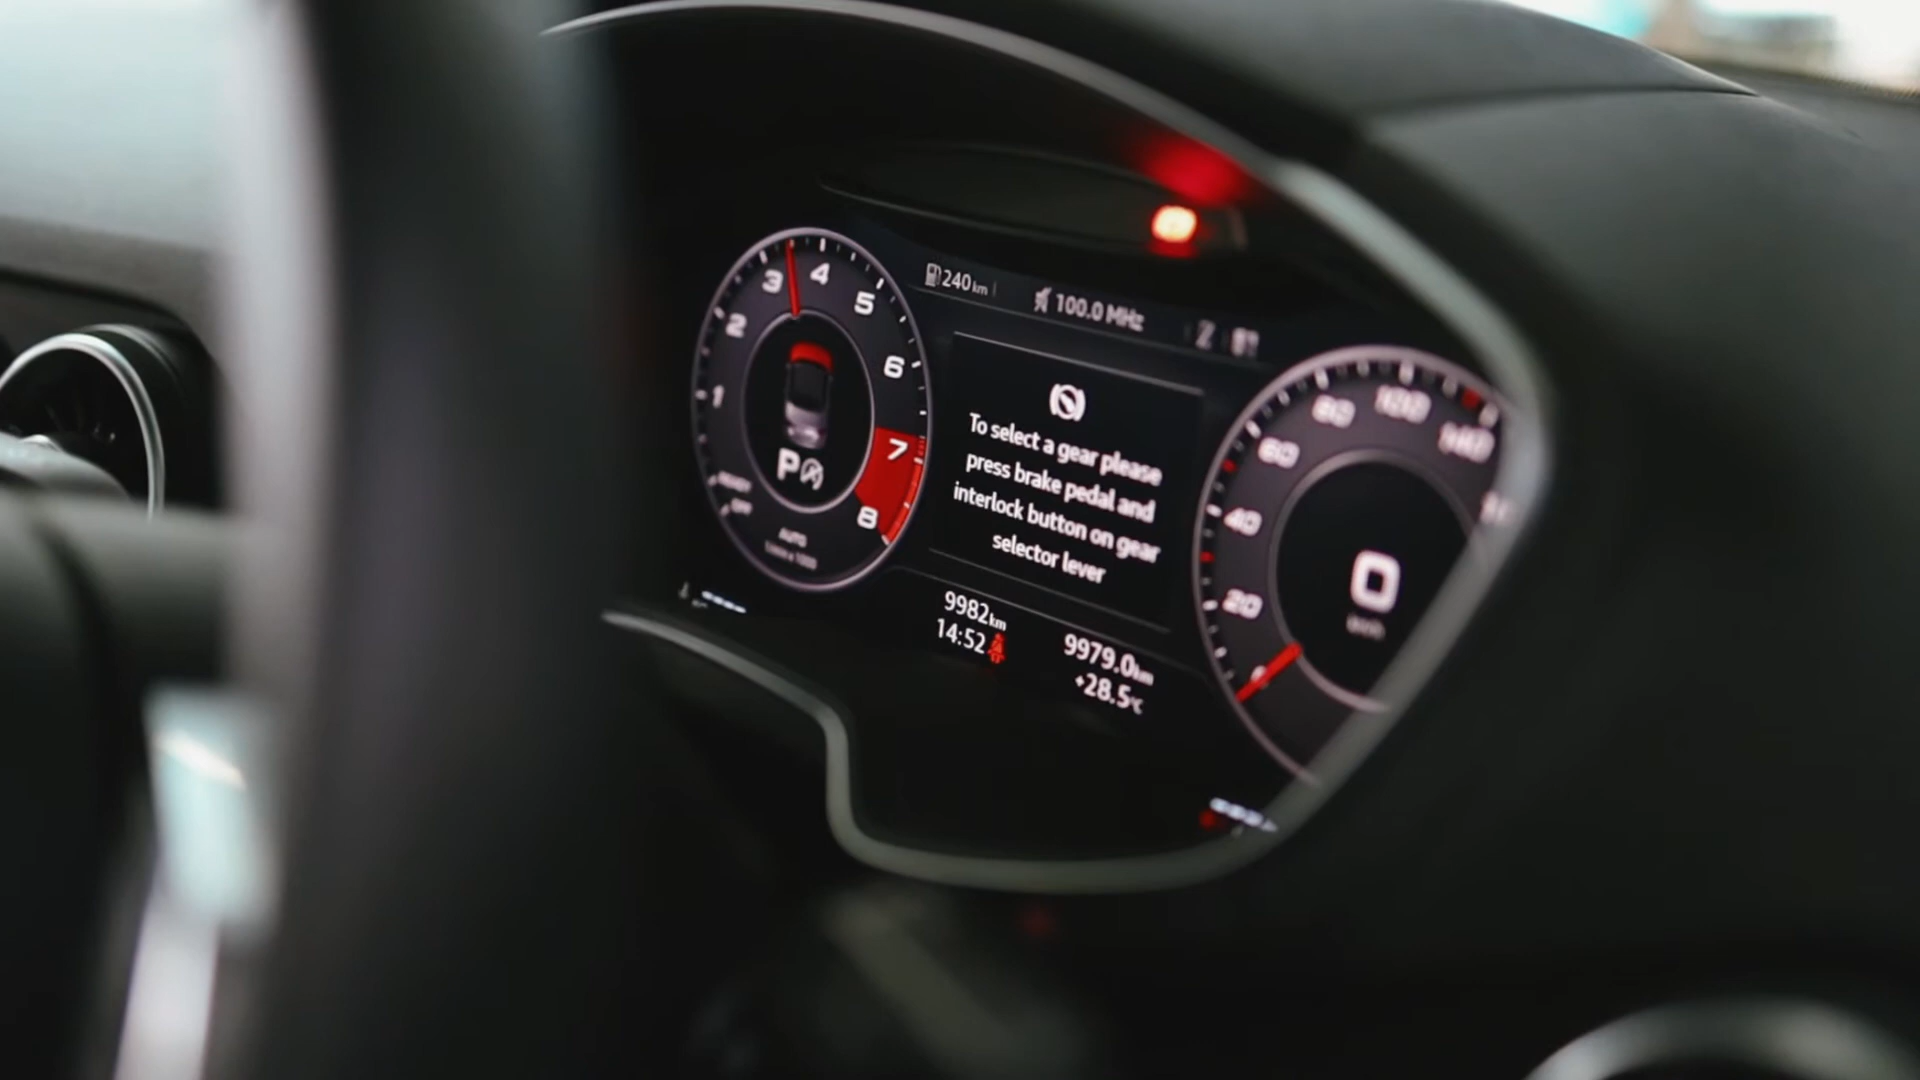 240 km
100.0 MHz
1
2
3
4
5
6
7
8
P
AUTO
To select a gear please
press brake pedal and
interlock button on gear
selector lever
9982 km
14:52
9979.0 km
+28.5°C
20
40
60
80
100
140
0
km/h